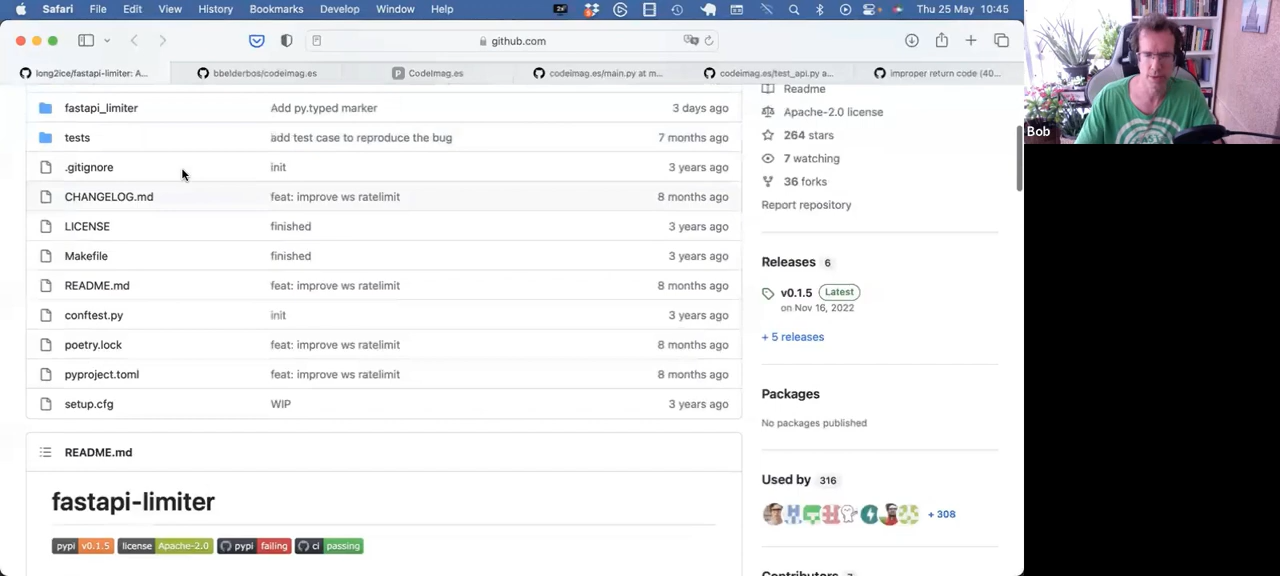 Safari File Edit View History Bookmarks Develop Window Help Thu 25 May 10:45
github.com
long2ice/fastapi-limiter: A... bbelderbos/codeimag.es CodeImag.es codeimag.es/main.py at m... codeimag.es/test_api.py a... improper return code (40...
fastapi_limiter Add py.typed marker 3 days ago
tests add test case to reproduce the bug 7 months ago
.gitignore init 3 years ago
CHANGELOG.md feat: improve ws ratelimit 8 months ago
LICENSE finished 3 years ago
Makefile finished 3 years ago
README.md feat: improve ws ratelimit 8 months ago
conftest.py init 3 years ago
poetry.lock feat: improve ws ratelimit 8 months ago
pyproject.toml feat: improve ws ratelimit 8 months ago
setup.cfg WIP 3 years ago
README.md
fastapi-limiter
pypi v0.1.5 license Apache-2.0 pypi failing ci passing
Readme
Apache-2.0 license
264 stars
7 watching
36 forks
Report repository
Releases 6
v0.1.5 Latest
on Nov 16, 2022
+ 5 releases
Packages
No packages published
Used by 316
+ 308
Bob